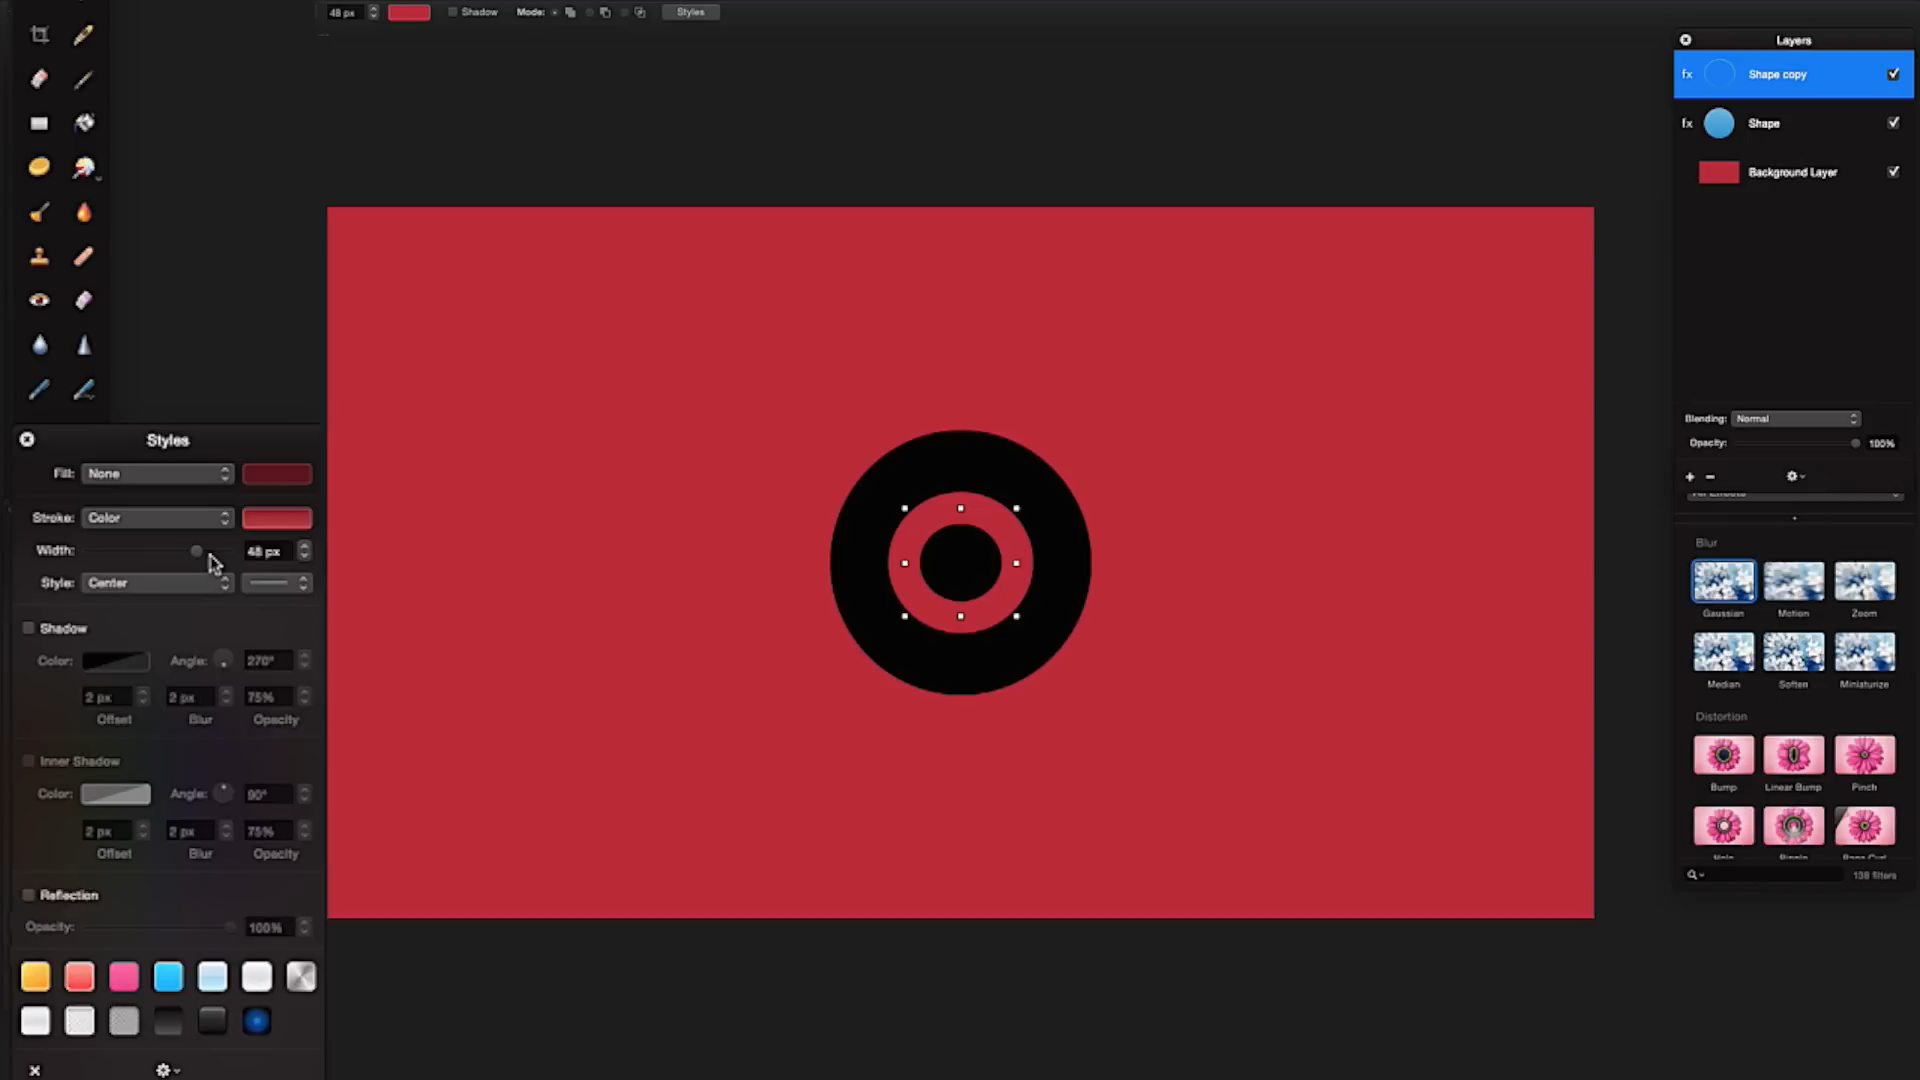 48 px Shadow Mode: Styles
Layers
fx Shape copy
fx Shape
Background Layer
Blending: Normal
Opacity: 100%
Styles
Fill: None
Stroke: Color
Width: 48 px
Style: Center
Shadow
Color: Angle: 270°
2 px 2 px 75%
Offset Blur Opacity
Inner Shadow
Color: Angle: 90°
2 px 2 px 75%
Offset Blur Opacity
Reflection
Opacity: 100%
Blur
Gaussian Motion Zoom
Median Soften Miniaturize
Distortion
Bump Linear Bump Pinch
138 filters